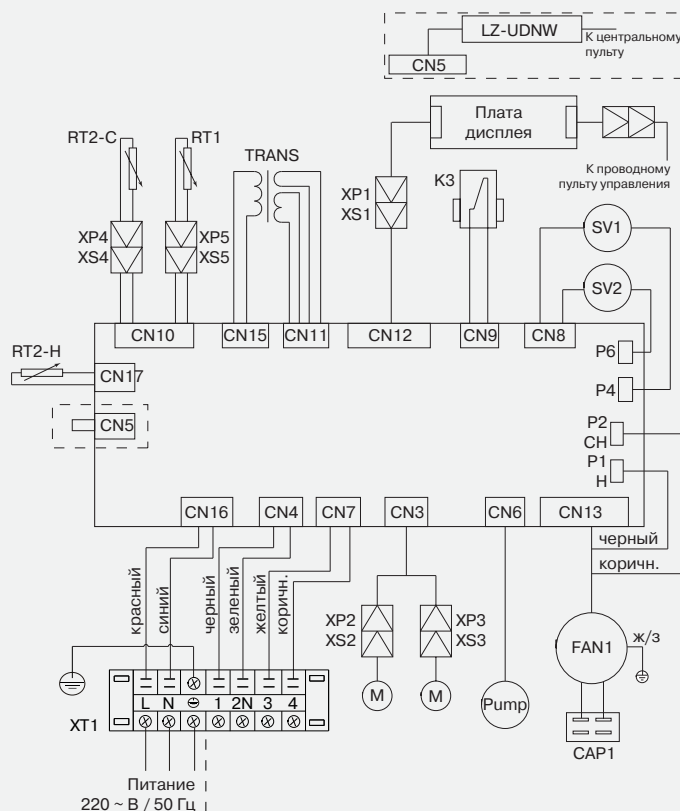 LZ-UDNW
К центральному
пульту
CN5
Плата
дисплея
RT2-C
RT1
TRANS
К проводному
пульту управления
XP1
XS1
K3
XP4
XS4
XP5
XS5
SV1
SV2
CN10
CN15
CN11
CN12
CN9
CN8
RT2-H
CN17
P6
P4
CN5
P2
CH
P1
H
CN16
CN4
CN7
CN3
CN6
CN13
черный
коричн.
красный
синий
черный
зеленый
желтый
коричн.
XP2
XS2
XP3
XS3
FAN1
ж/з
M
M
Pump
L N 1 2N 3 4
XT1
CAP1
Питание
220 ~ В / 50 Гц